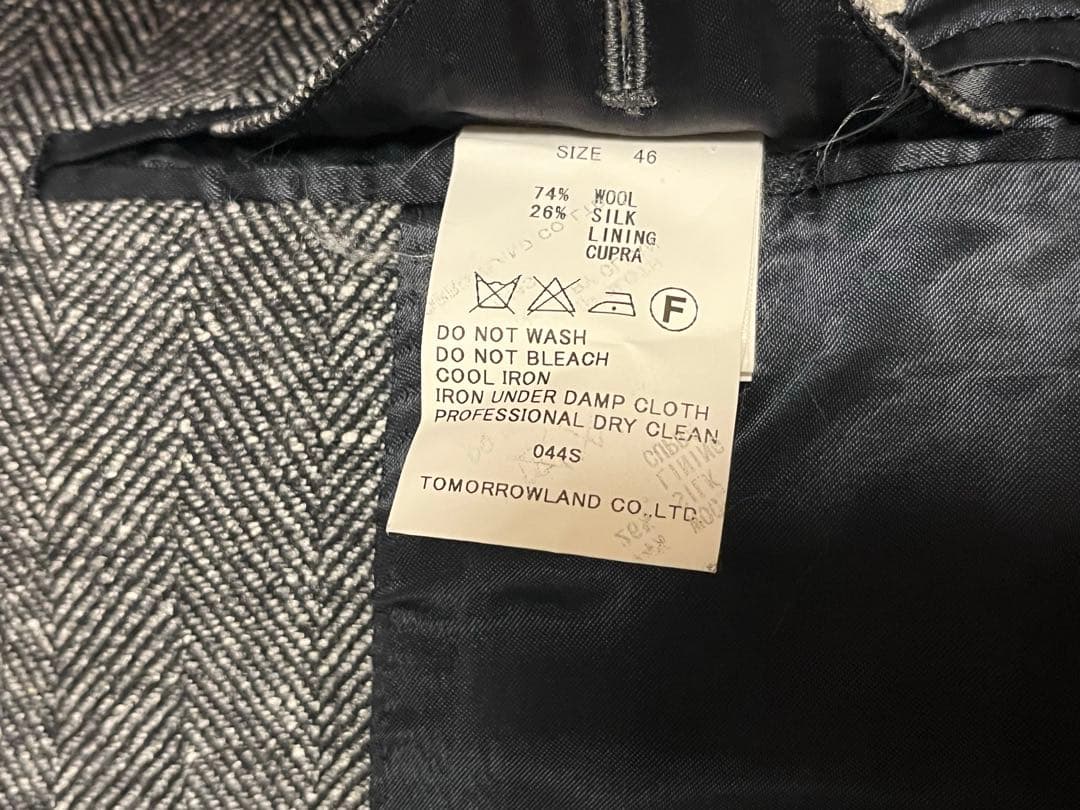 SIZE 46
74% WOOL
26% SILK
LINING
CUPRA
F
DO NOT WASH
DO NOT BLEACH
COOL IRON
IRON UNDER DAMP CLOTH
PROFESSIONAL DRY CLEAN
044S
TOMORROWLAND CO.,LTD